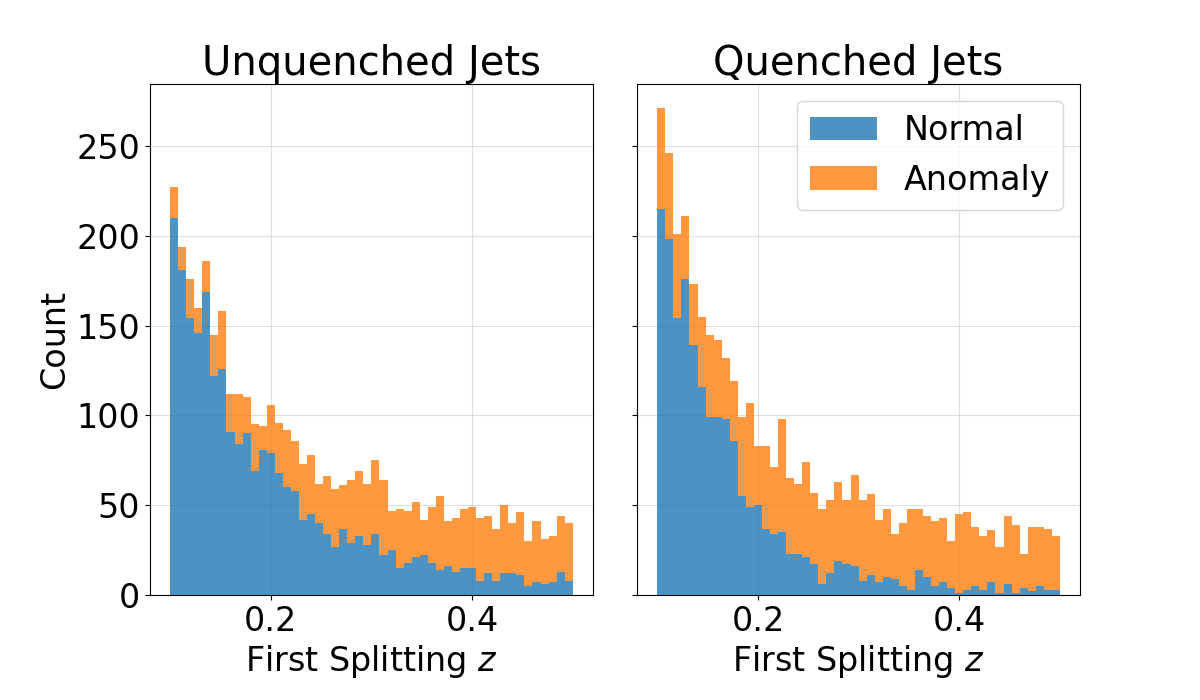 Unquenched Jets
Quenched Jets
Normal
Anomaly
Count
250
200
150
100
50
0
0.2
0.4
0.2
0.4
First Splitting z
First Splitting z